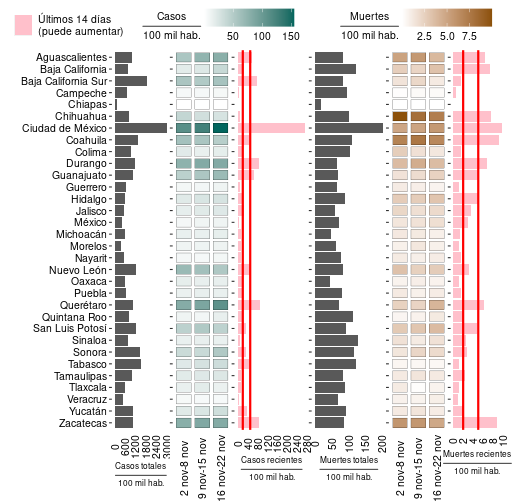 Últimos 14 días
(puede aumentar)
Casos
100 mil hab.
50 100 150
Muertes
100 mil hab.
2.5 5.0 7.5
Aguascalientes
Baja California
Baja California Sur
Campeche
Chiapas
Chihuahua
Ciudad de México
Coahuila
Colima
Durango
Guanajuato
Guerrero
Hidalgo
Jalisco
México
Michoacán
Morelos
Nayarit
Nuevo León
Oaxaca
Puebla
Querétaro
Quintana Roo
San Luis Potosí
Sinaloa
Sonora
Tabasco
Tamaulipas
Tlaxcala
Veracruz
Yucatán
Zacatecas
0 600 1200 1800 2400 3000
Casos totales
100 mil hab.
2 nov-8 nov
9 nov-15 nov
16 nov-22 nov
0 40 80 120 160 200 240 280
Casos recientes
100 mil hab.
0 50 100 150 200
Muertes totales
100 mil hab.
2 nov-8 nov
9 nov-15 nov
16 nov-22 nov
0 2 4 6 8 10
Muertes recientes
100 mil hab.